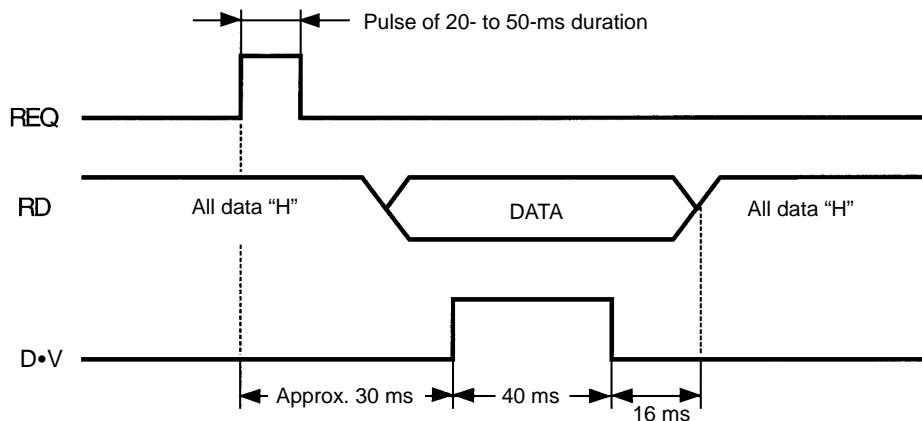 Pulse of 20- to 50-ms duration
REQ
RD
All data “H”
DATA
All data “H”
D•V
Approx. 30 ms
40 ms
16 ms